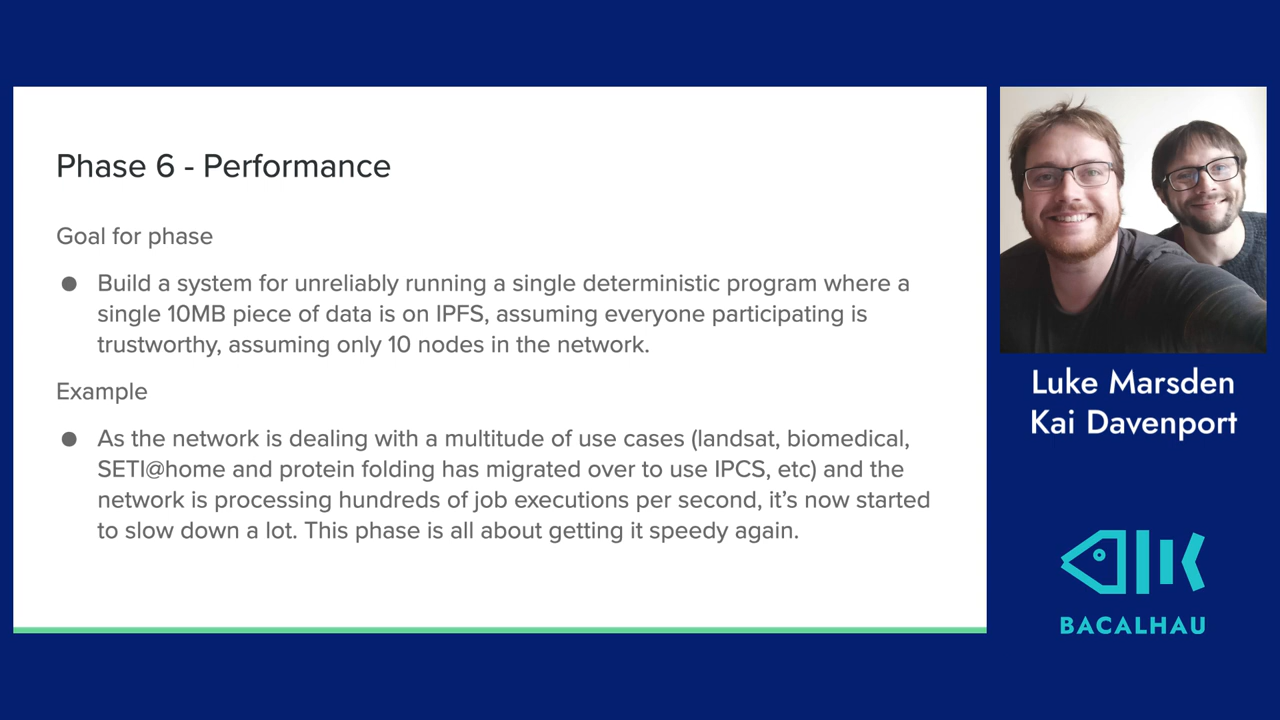 Phase 6 - Performance
Goal for phase
● Build a system for unreliably running a single deterministic program where a
single 10MB piece of data is on IPFS, assuming everyone participating is
trustworthy, assuming only 10 nodes in the network.
Example
● As the network is dealing with a multitude of use cases (landsat, biomedical,
SETI@home and protein folding has migrated over to use IPCS, etc) and the
network is processing hundreds of job executions per second, it’s now started
to slow down a lot. This phase is all about getting it speedy again.
Luke Marsden
Kai Davenport
BACALHAU